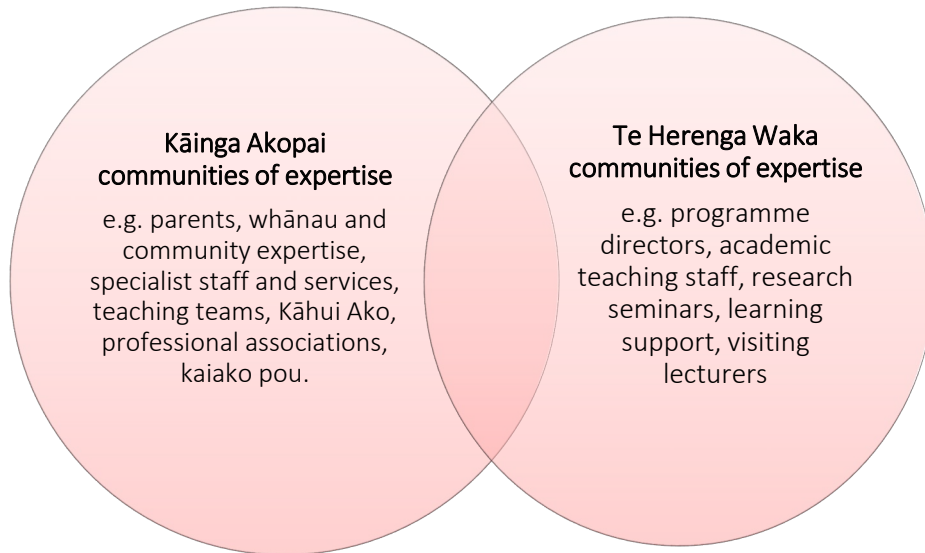 Kāinga Akopai
communities of expertise
e.g. parents, whānau and
community expertise,
specialist staff and services,
teaching teams, Kāhui Ako,
professional associations,
kaiako pou.
Te Herenga Waka
communities of expertise
e.g. programme
directors, academic
teaching staff, research
seminars, learning
support, visiting
lecturers